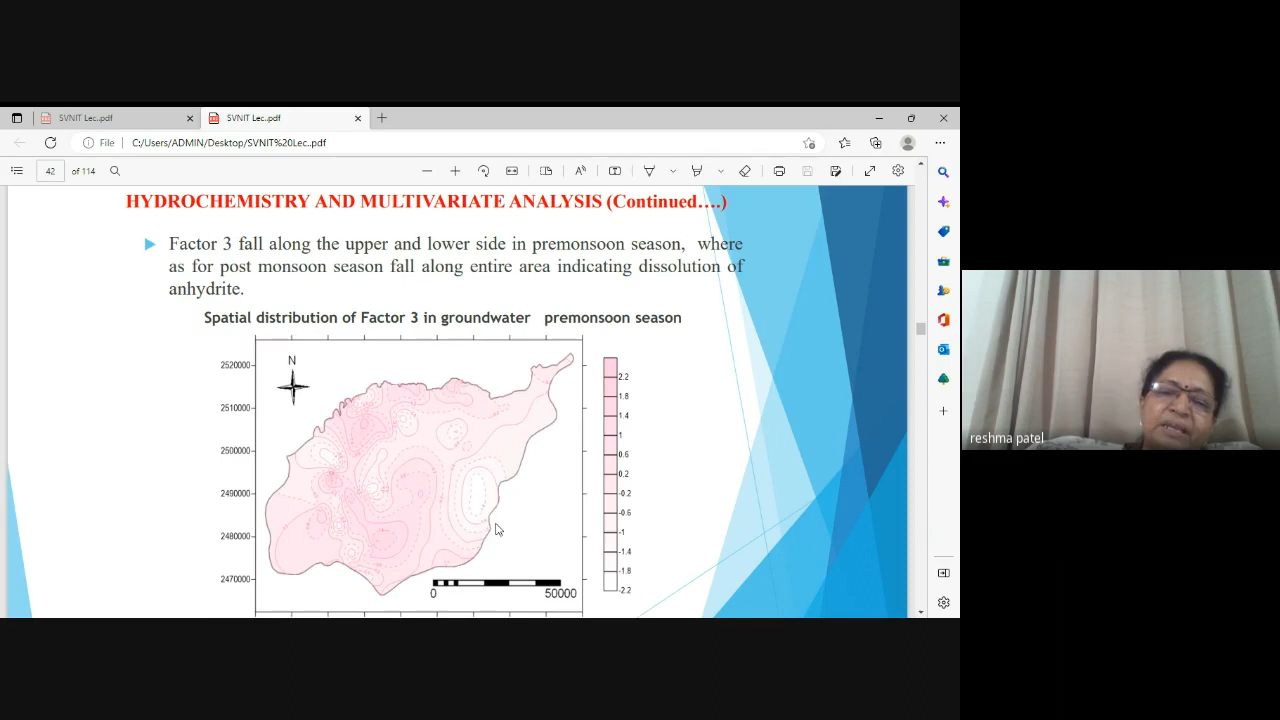 SVNIT Lec..pdf
SVNIT Lec..pdf
File
C:/Users/ADMIN/Desktop/SVNIT%20Lec..pdf
42 of 114
HYDROCHEMISTRY AND MULTIVARIATE ANALYSIS (Continued….)
Factor 3 fall along the upper and lower side in premonsoon season, where
as for post monsoon season fall along entire area indicating dissolution of
anhydrite.
Spatial distribution of Factor 3 in groundwater premonsoon season
N
2520000
2510000
2500000
2490000
2480000
2470000
2.2
1.8
1.4
1
0.6
0.2
-0.2
-0.6
-1
-1.4
-1.8
-2.2
0 50000
reshma patel